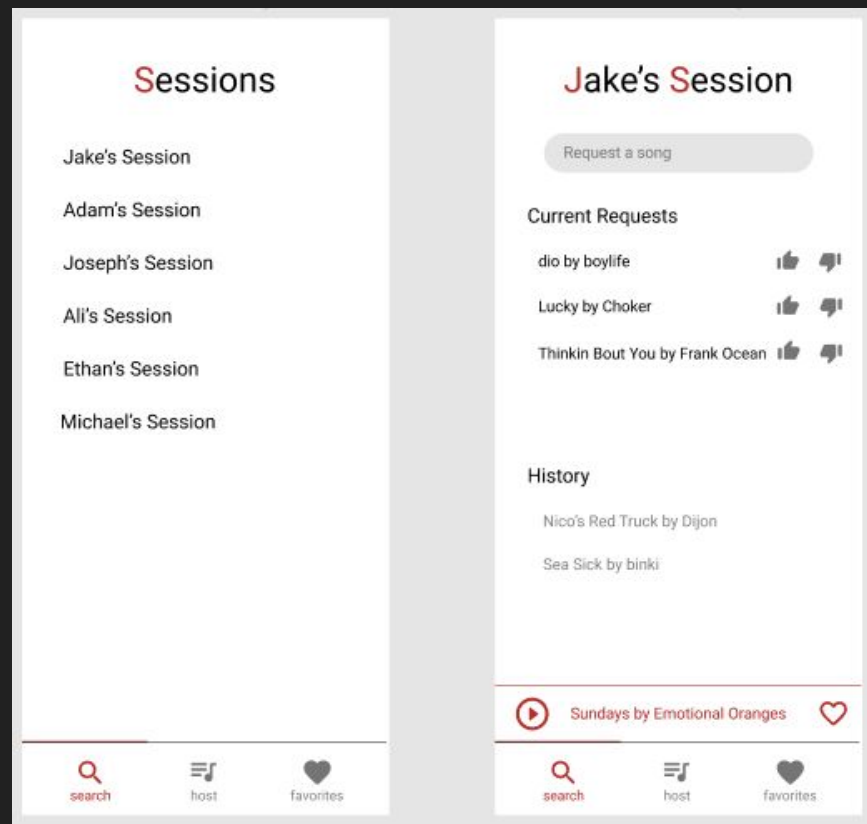 Sessions
Jake's Session
Adam's Session
Joseph's Session
Ali's Session
Ethan's Session
Michael's Session
search
host
favorites
Jake's Session
Request a song
Current Requests
dio by boylife
Lucky by Choker
Thinkin Bout You by Frank Ocean
History
Nico's Red Truck by Dijon
Sea Sick by binki
Sundays by Emotional Oranges
search
host
favorites